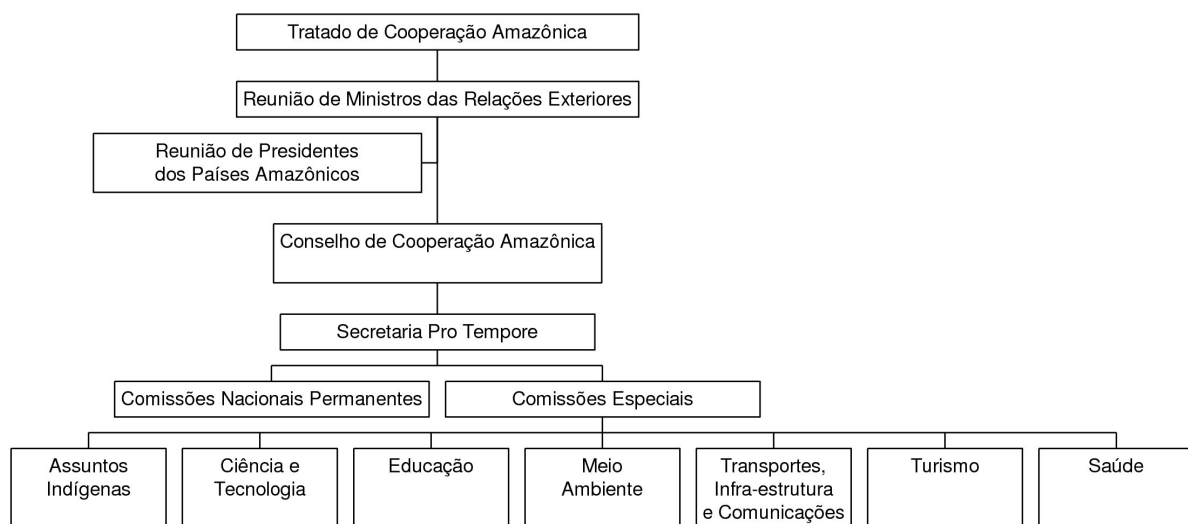 Tratado de Cooperação Amazônica
Reunião de Ministros das Relações Exteriores
Reunião de Presidentes
dos Países Amazônicos
Conselho de Cooperação Amazônica
Secretaria Pro Tempore
Comissões Nacionais Permanentes
Comissões Especiais
Assuntos
Indígenas
Ciência e
Tecnologia
Educação
Meio
Ambiente
Transportes,
Infra-estrutura
e Comunicações
Turismo
Saúde